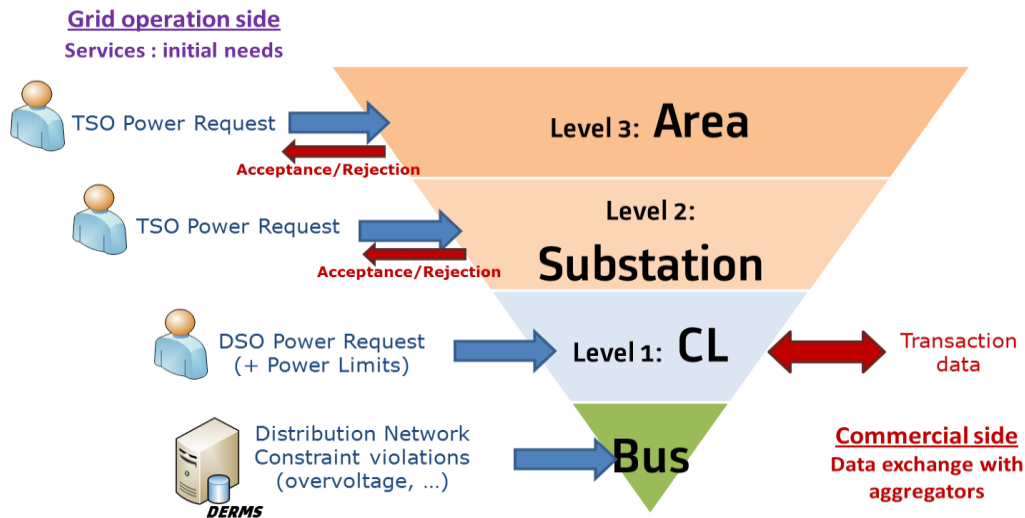 Grid operation side
Services : initial needs
TSO Power Request
Acceptance/Rejection
Level 3: Area
TSO Power Request
Acceptance/Rejection
Level 2:
Substation
DSO Power Request
(+ Power Limits)
Level 1: CL
Transaction
data
Distribution Network
Constraint violations
(overvoltage, ...)
DERMS
Bus
Commercial side
Data exchange with
aggregators